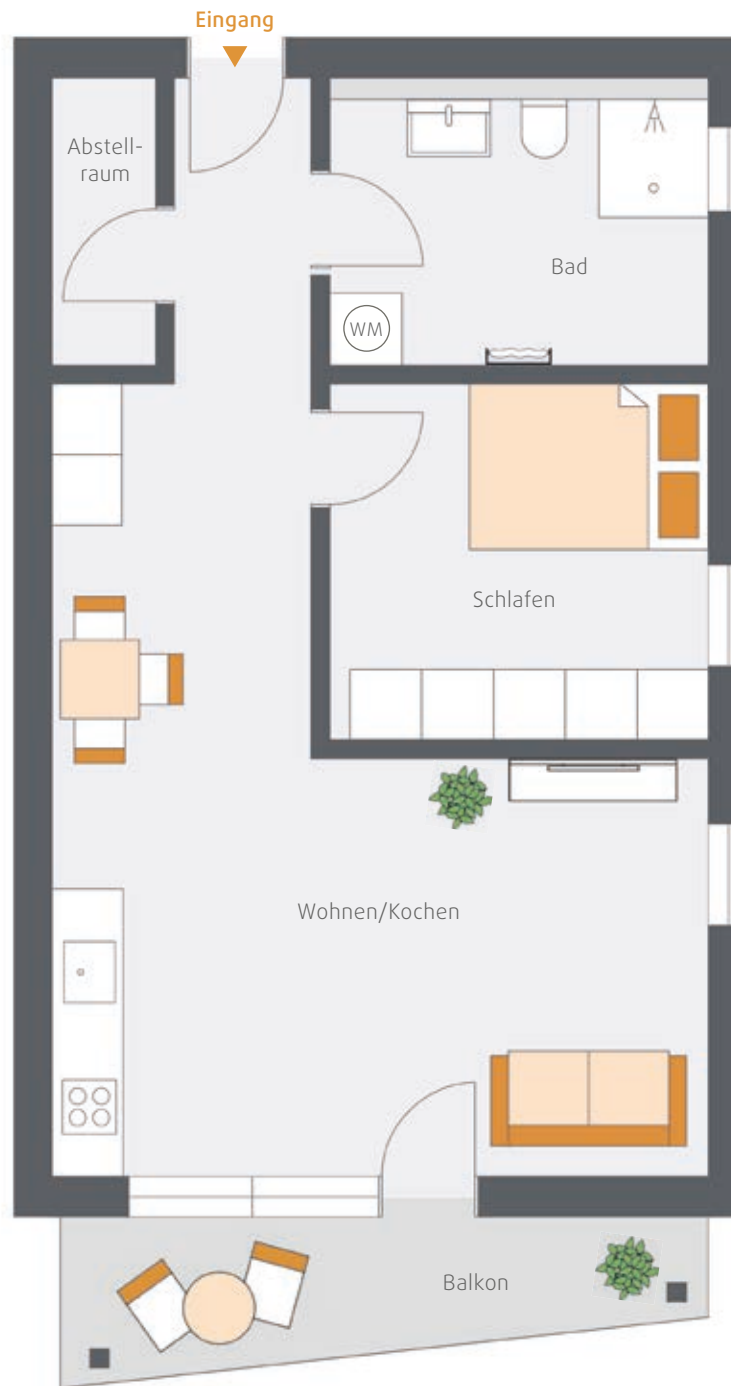 Eingang
Abstell-
raum
Bad
WM
Schlafen
Wohnen/Kochen
Balkon